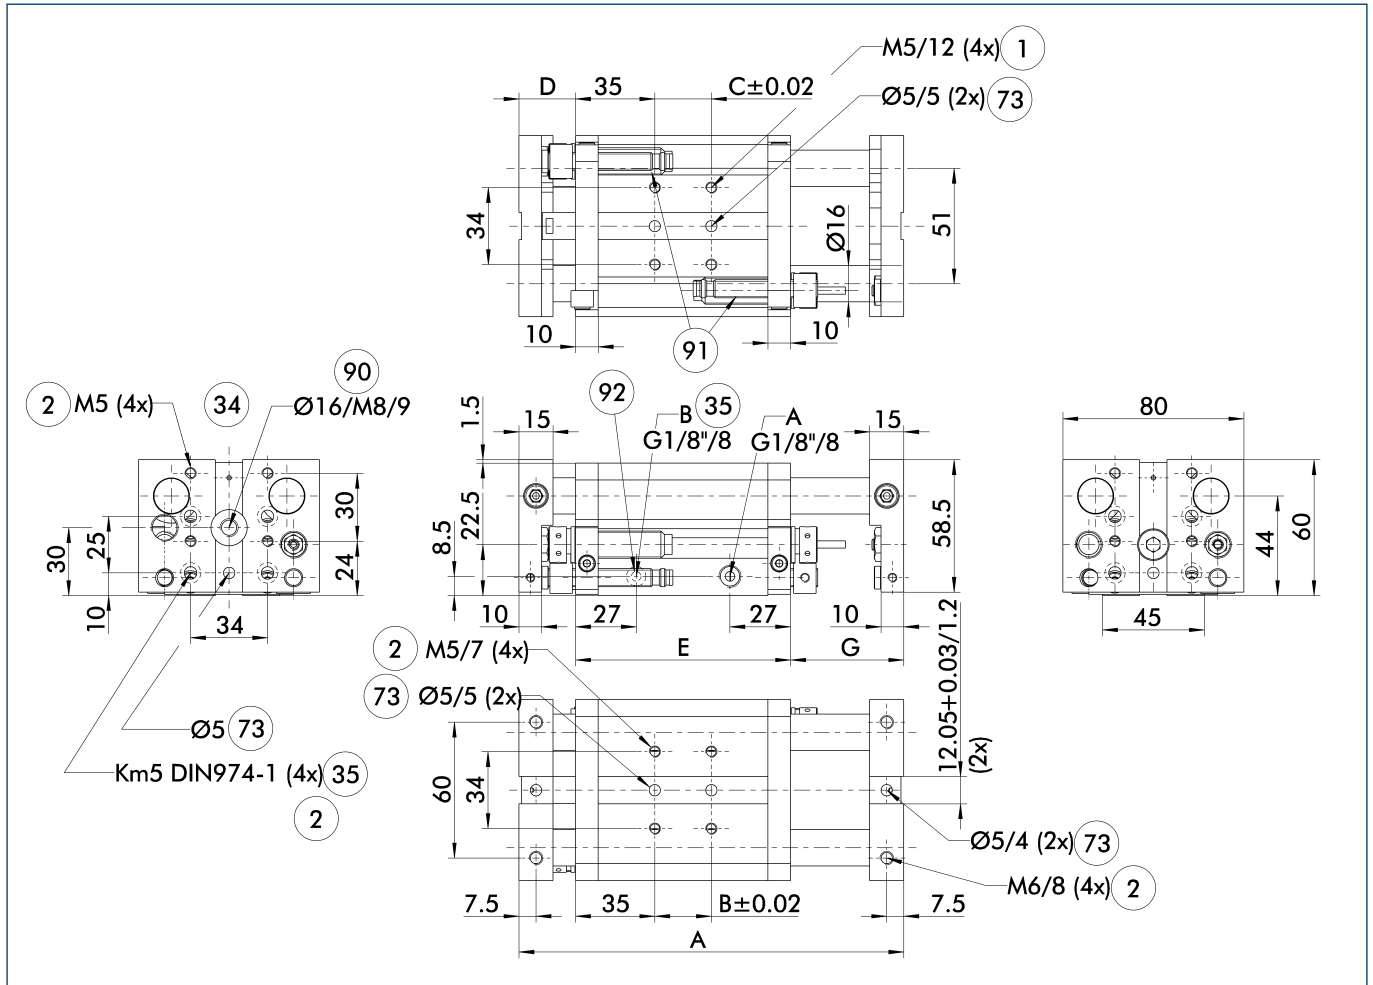 M5/12 (4x) 1
D 35 C±0.02
Ø5/5 (2x) 73
34
Ø16
51
10
91
10
90
2 M5 (4x) 34 Ø16/M8/9
92
B 35 A
G1/8"/8 G1/8"/8
1.5
15
15
80
30
25
10
30
24
34
22.5
8.5
58.5
44
60
10 27 27 10
45
E G
2 M5/7 (4x)
73 Ø5/5 (2x)
12.05+0.03/1.2
(2x)
Ø5 73
Km5 DIN974-1 (4x) 35
2
60
34
Ø5/4 (2x) 73
M6/8 (4x) 2
7.5 35 B±0.02 7.5
A